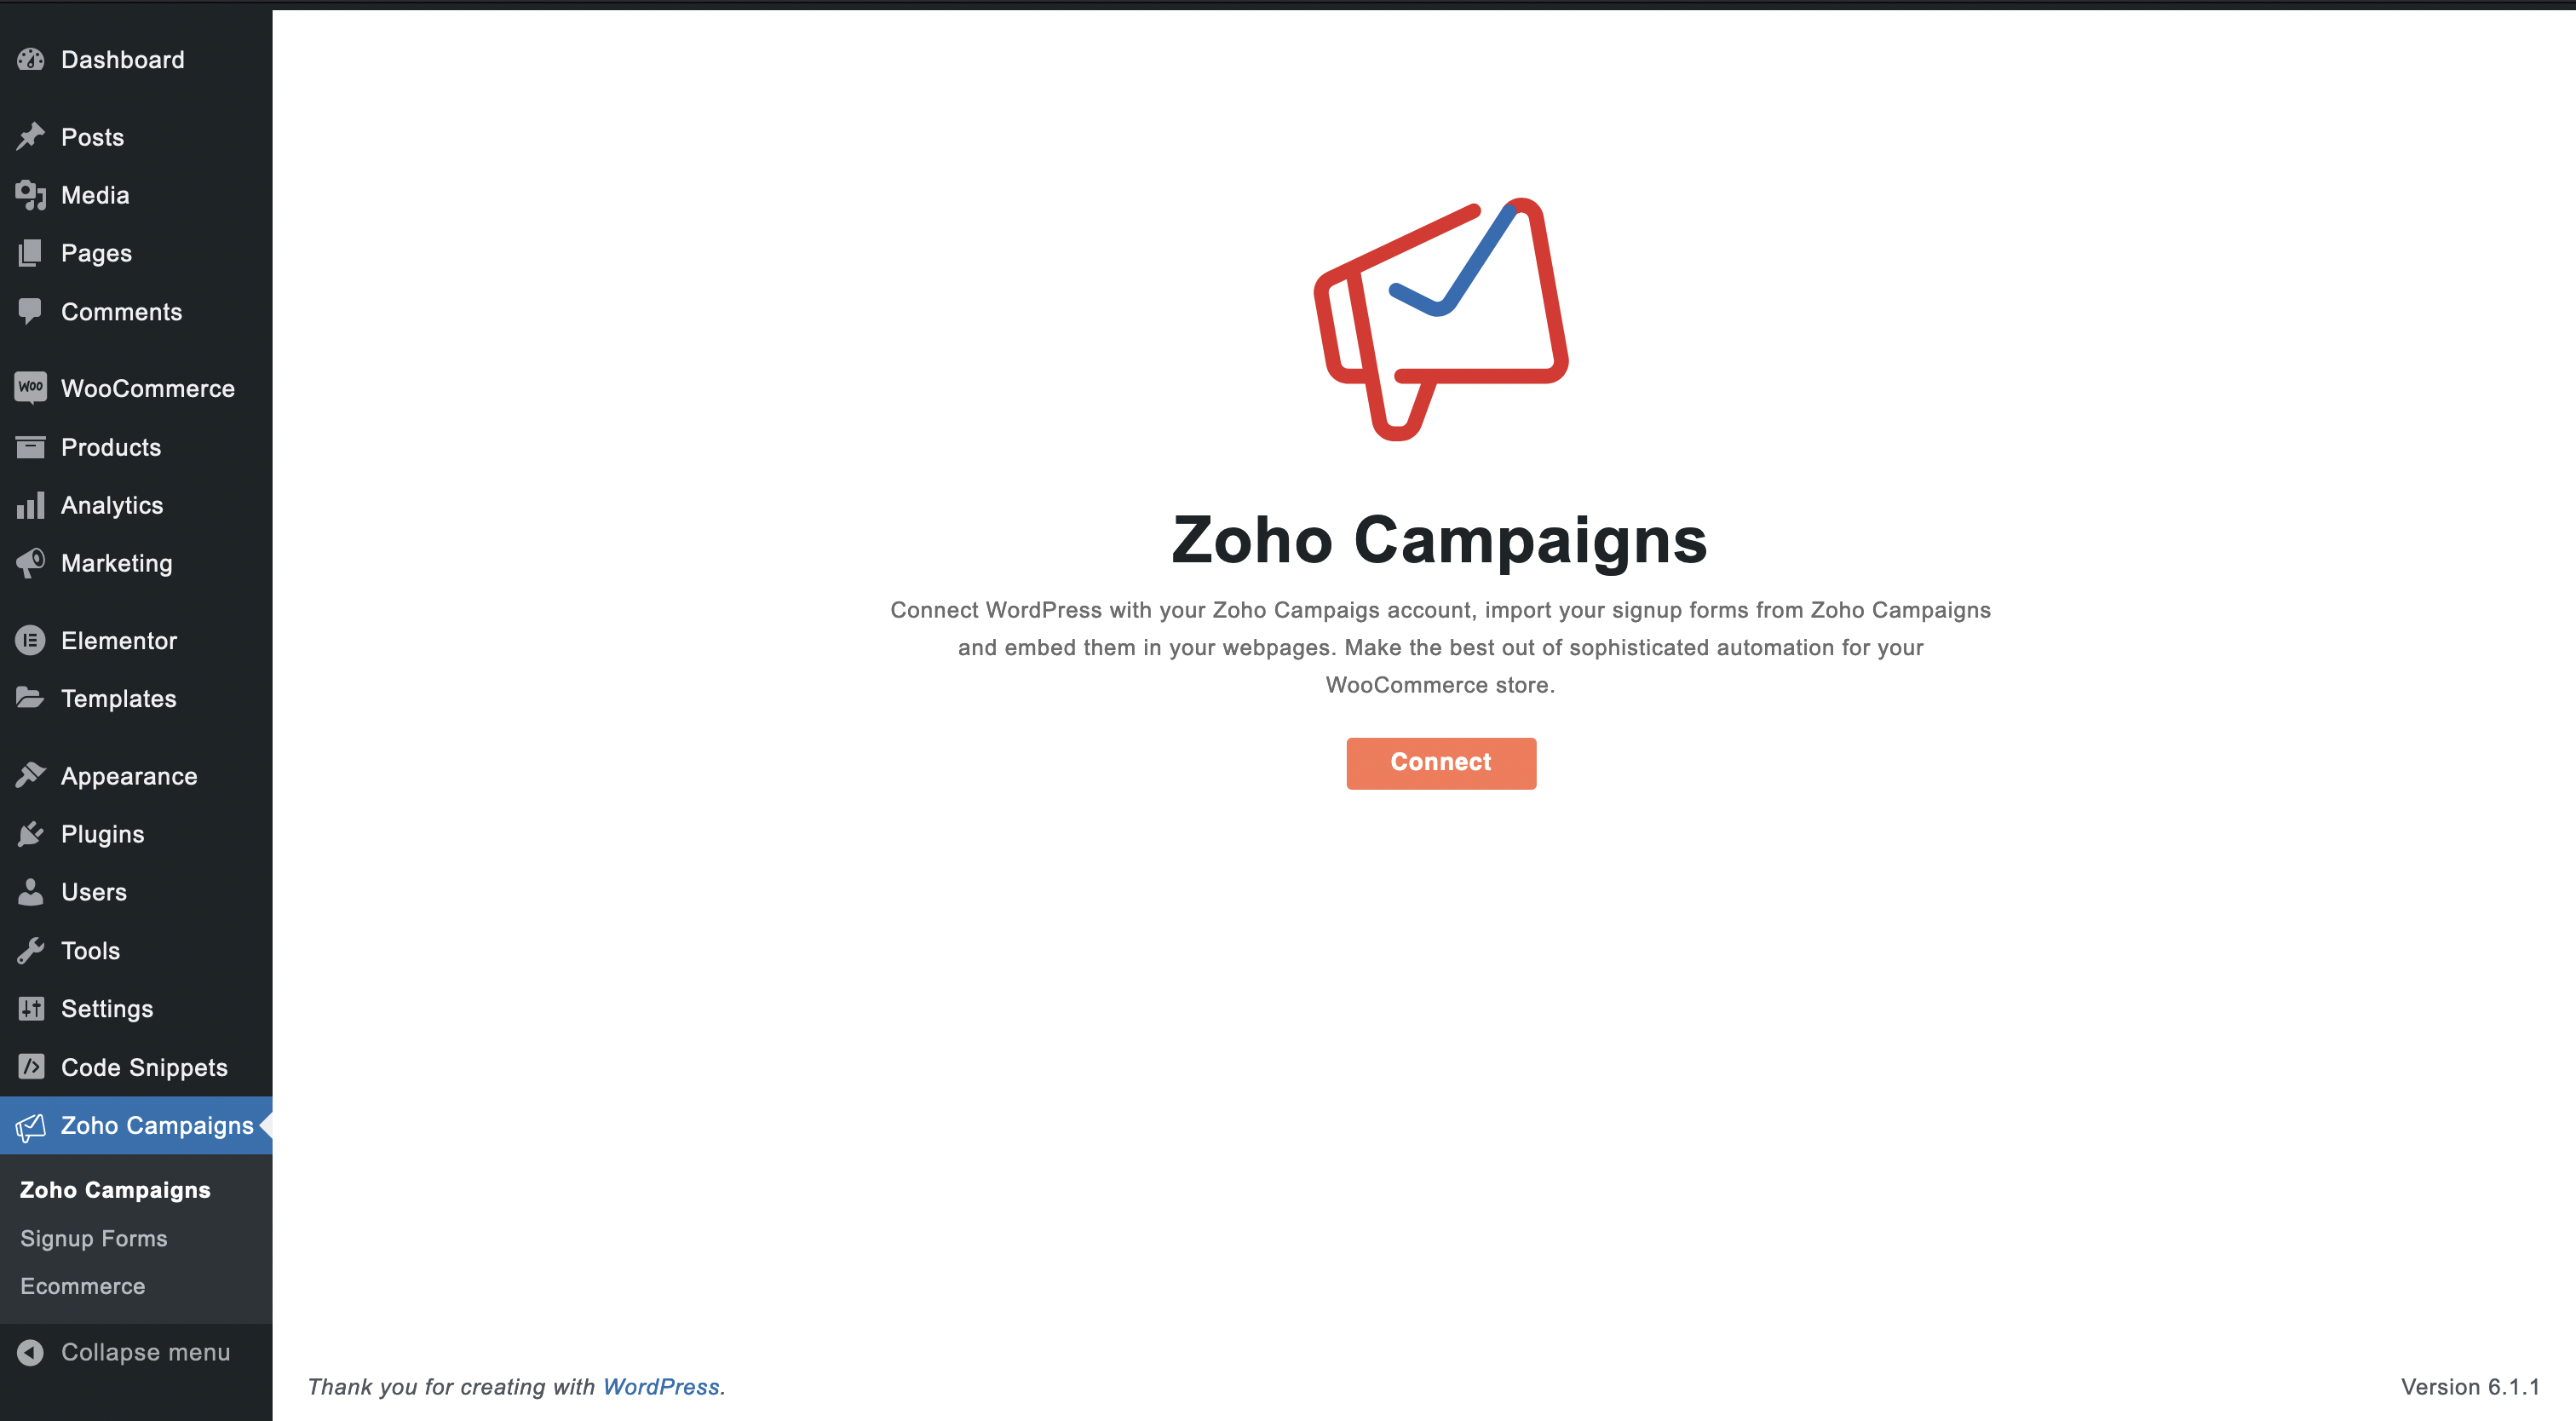 Dashboard
Posts
Media
Pages
Comments
Woo WooCommerce
Products
Analytics
Marketing
Elementor
Templates
Appearance
Plugins
Users
Tools
Settings
Code Snippets
Zoho Campaigns
Zoho Campaigns
Signup Forms
Ecommerce
Collapse menu
Zoho Campaigns
Connect WordPress with your Zoho Campaigs account, import your signup forms from Zoho Campaigns
and embed them in your webpages. Make the best out of sophisticated automation for your
WooCommerce store.
Connect
Thank you for creating with WordPress.
Version 6.1.1